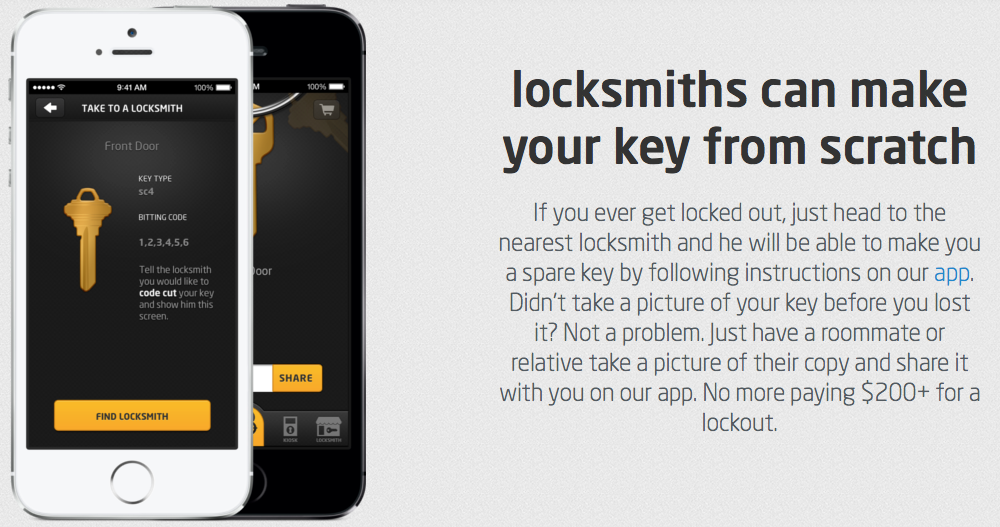 9:41 AM 100%
TAKE TO A LOCKSMITH
Front Door
KEY TYPE
sc4
BITTING CODE
1,2,3,4,5,6
Tell the locksmith
you would like to
code cut your key
and show him this
screen.
FIND LOCKSMITH
M 100%
oor
SHARE
KIOSK LOCKSMITH
locksmiths can make
your key from scratch
If you ever get locked out, just head to the
nearest locksmith and he will be able to make you
a spare key by following instructions on our app.
Didn't take a picture of your key before you lost
it? Not a problem. Just have a roommate or
relative take a picture of their copy and share it
with you on our app. No more paying $200+ for a
lockout.